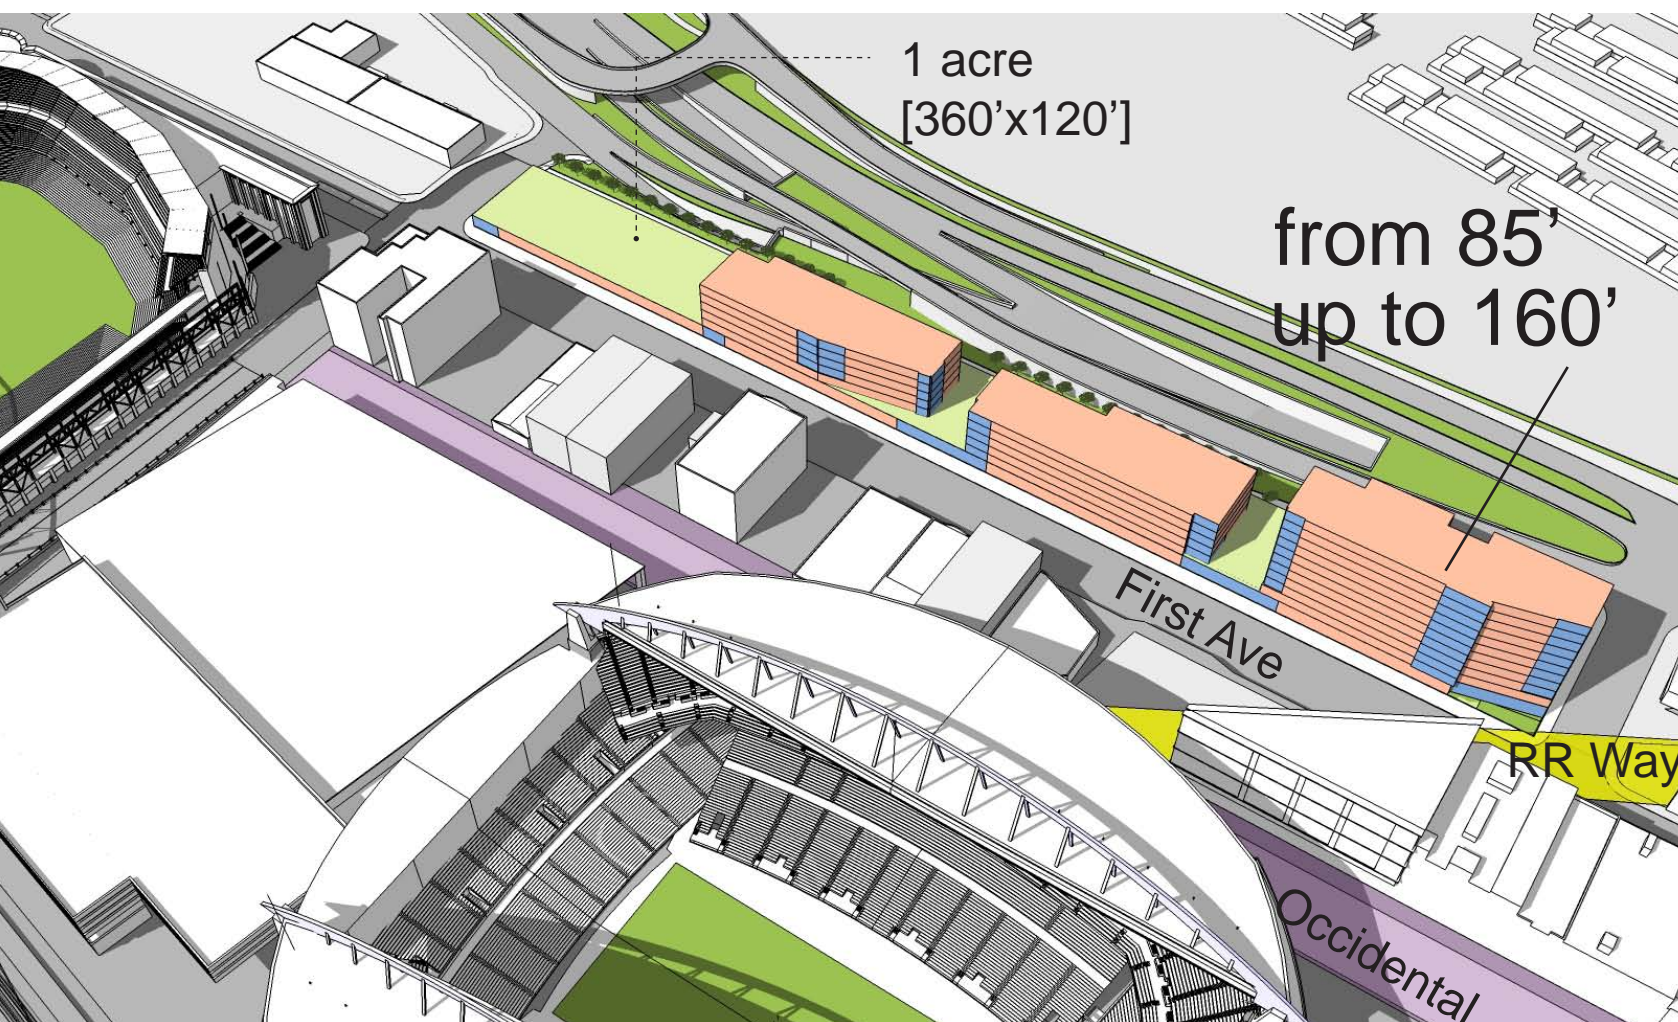 1 acre
[360’x120’]
from 85’
up to 160’
First Ave
RR Way
Occidental